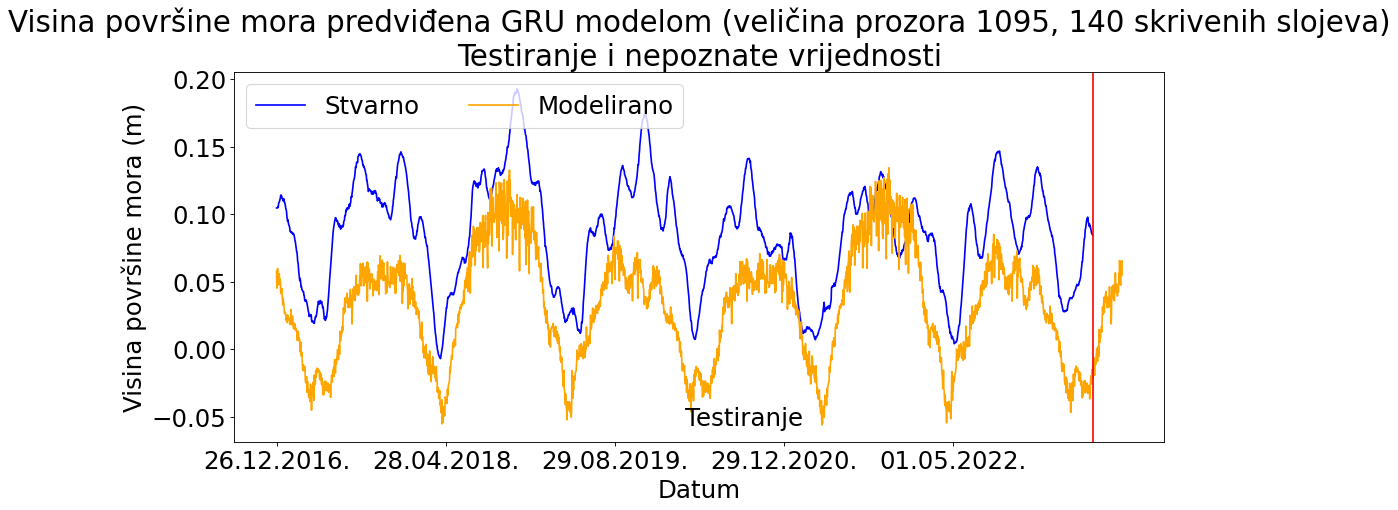 Visina površine mora predviđena GRU modelom (veličina prozora 1095, 140 skrivenih slojeva)
Testiranje i nepoznate vrijednosti
Stvarno
Modelirano
Visina površine mora (m)
0.20
0.15
0.10
0.05
0.00
−0.05
Testiranje
26.12.2016.
28.04.2018.
29.08.2019.
29.12.2020.
01.05.2022.
Datum